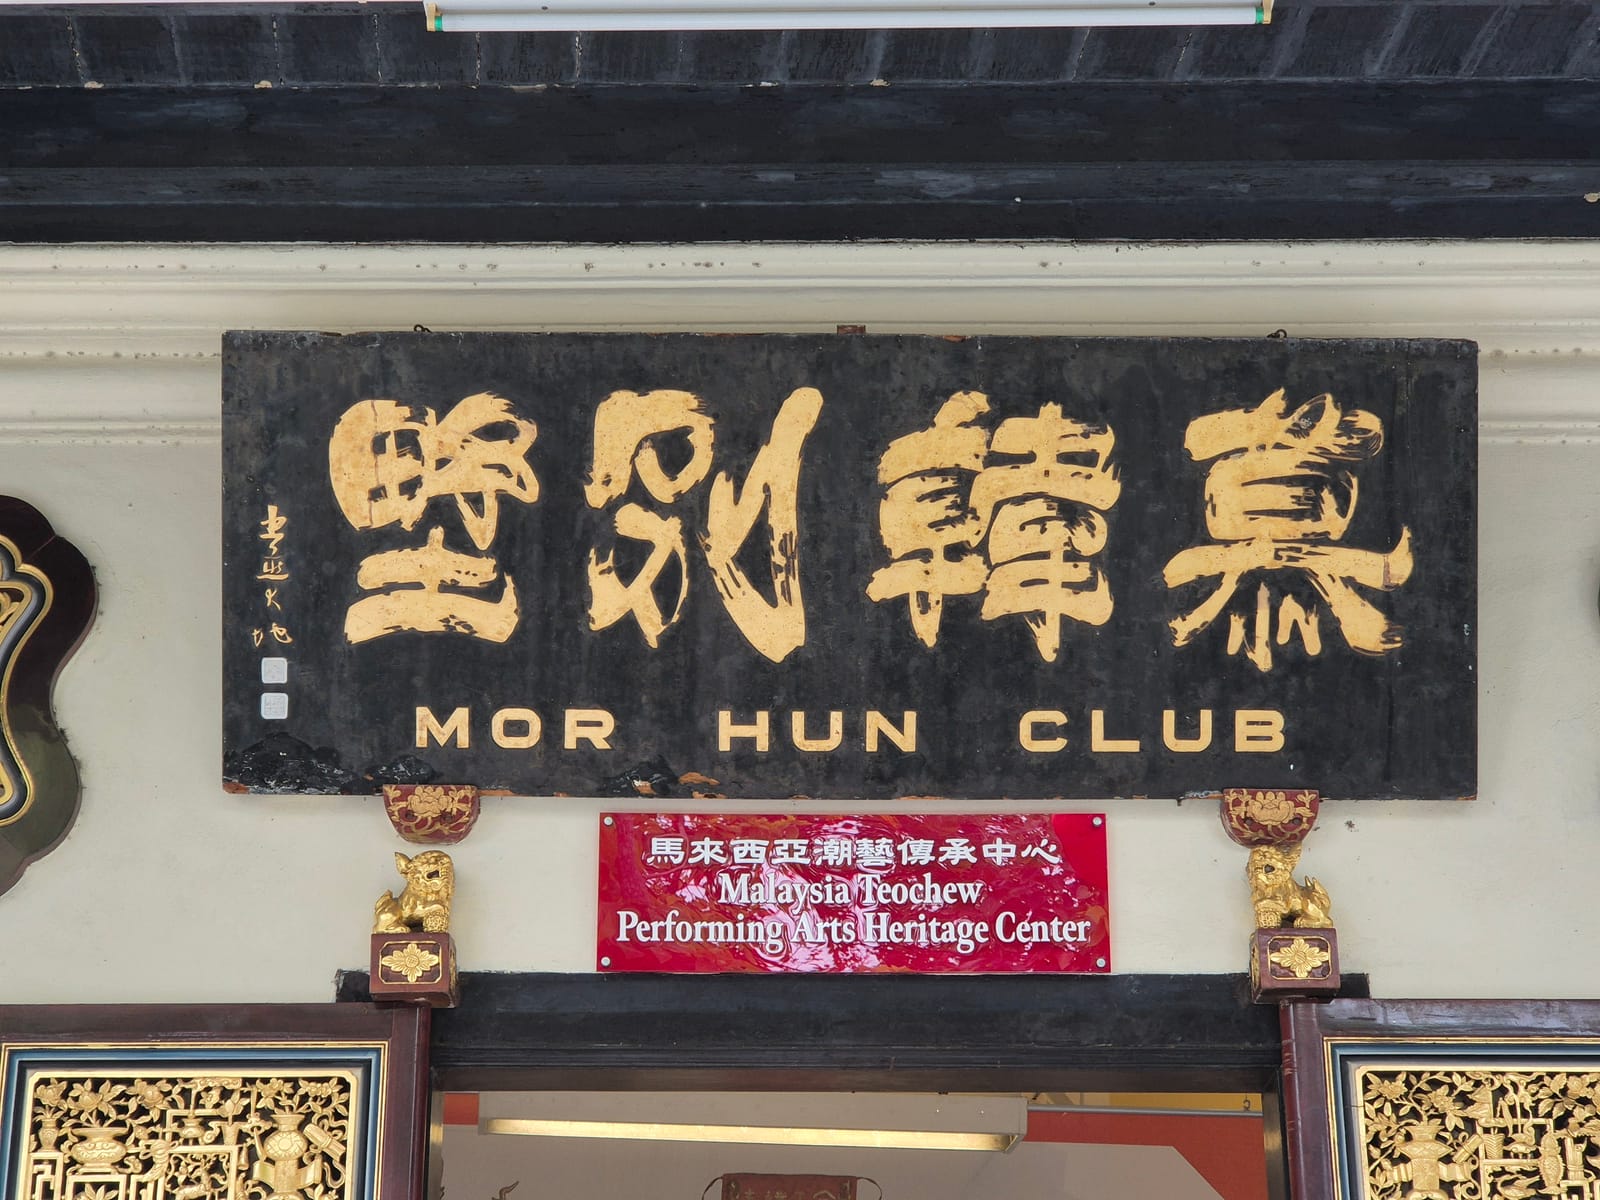 慕韓別墅
MOR HUN CLUB
馬來西亞潮藝傳承中心
Malaysia Teochew
Performing Arts Heritage Center